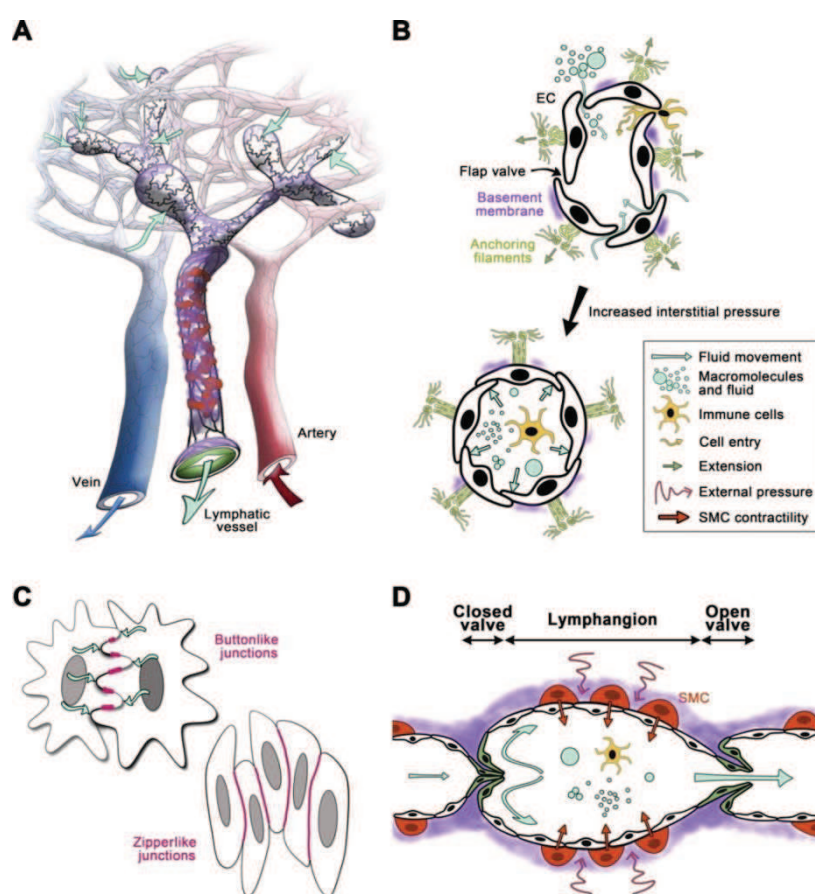 A
Vein
Lymphatic
vessel
Artery
B
EC
Flap valve
Basement
membrane
Anchoring
filaments
Increased interstitial pressure
Fluid movement
Macromolecules
and fluid
Immune cells
Cell entry
Extension
External pressure
SMC contractility
C
Buttonlike
junctions
Zipperlike
junctions
D
Closed
valve
Lymphangion
Open
valve
SMC